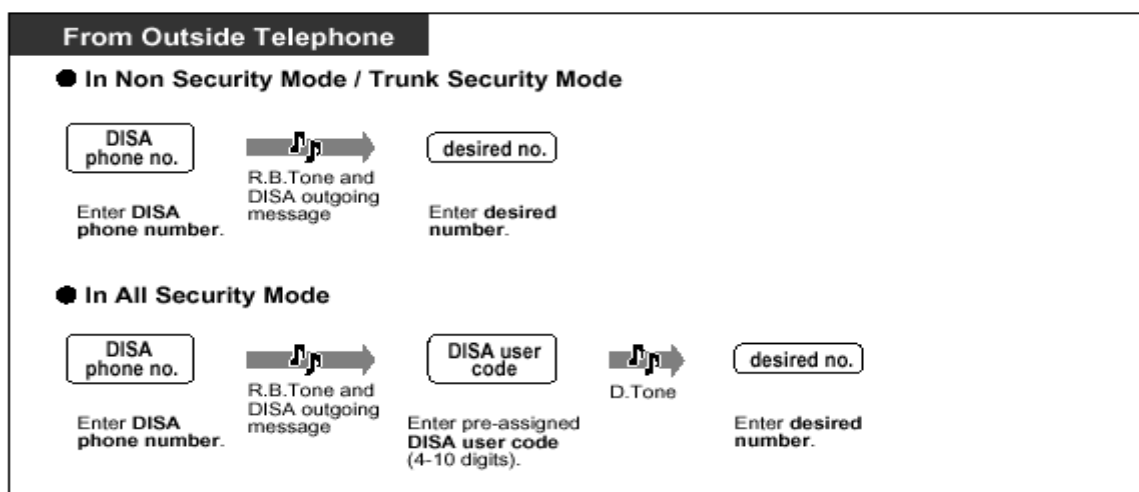 From Outside Telephone
● In Non Security Mode / Trunk Security Mode
DISA
phone no.
R.B.Tone and
DISA outgoing
message
desired no.
Enter DISA
phone number.
Enter desired
number.
● In All Security Mode
DISA
phone no.
R.B.Tone and
DISA outgoing
message
DISA user
code
D.Tone
desired no.
Enter DISA
phone number.
Enter pre-assigned
DISA user code
(4-10 digits).
Enter desired
number.